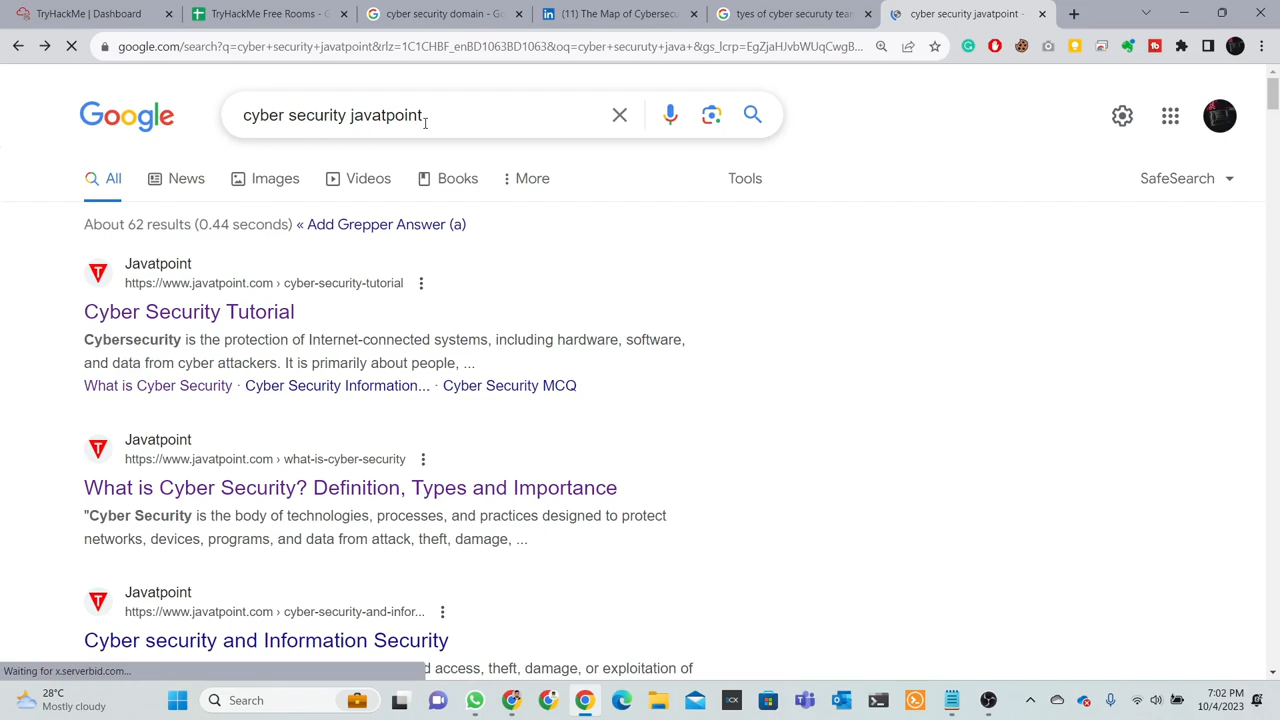 TryHackMe | Dashboard
TryHackMe Free Rooms - G
cyber security domain - Go
(11) The Map of Cybersec
tyes of cyber securuty tean
cyber security javatpoint -
google.com/search?q=cyber+security+javatpoint&rlz=1C1CHBF_enBD1063BD1063&oq=cyber+securuty+java+&gs_lcrp=EgZjaHJvbWUqCwgB...
Google
cyber security javatpoint
All
News
Images
Videos
Books
More
Tools
SafeSearch
About 62 results (0.44 seconds) « Add Grepper Answer (a)
Javatpoint
https://www.javatpoint.com › cyber-security-tutorial
Cyber Security Tutorial
Cybersecurity is the protection of Internet-connected systems, including hardware, software,
and data from cyber attackers. It is primarily about people, ...
What is Cyber Security · Cyber Security Information... · Cyber Security MCQ
Javatpoint
https://www.javatpoint.com › what-is-cyber-security
What is Cyber Security? Definition, Types and Importance
"Cyber Security is the body of technologies, processes, and practices designed to protect
networks, devices, programs, and data from attack, theft, damage, ...
Javatpoint
https://www.javatpoint.com › cyber-security-and-infor...
Cyber security and Information Security
d access, theft, damage, or exploitation of
Waiting for x.serverbid.com...
28°C
Mostly cloudy
Search
7:02 PM
10/4/2023